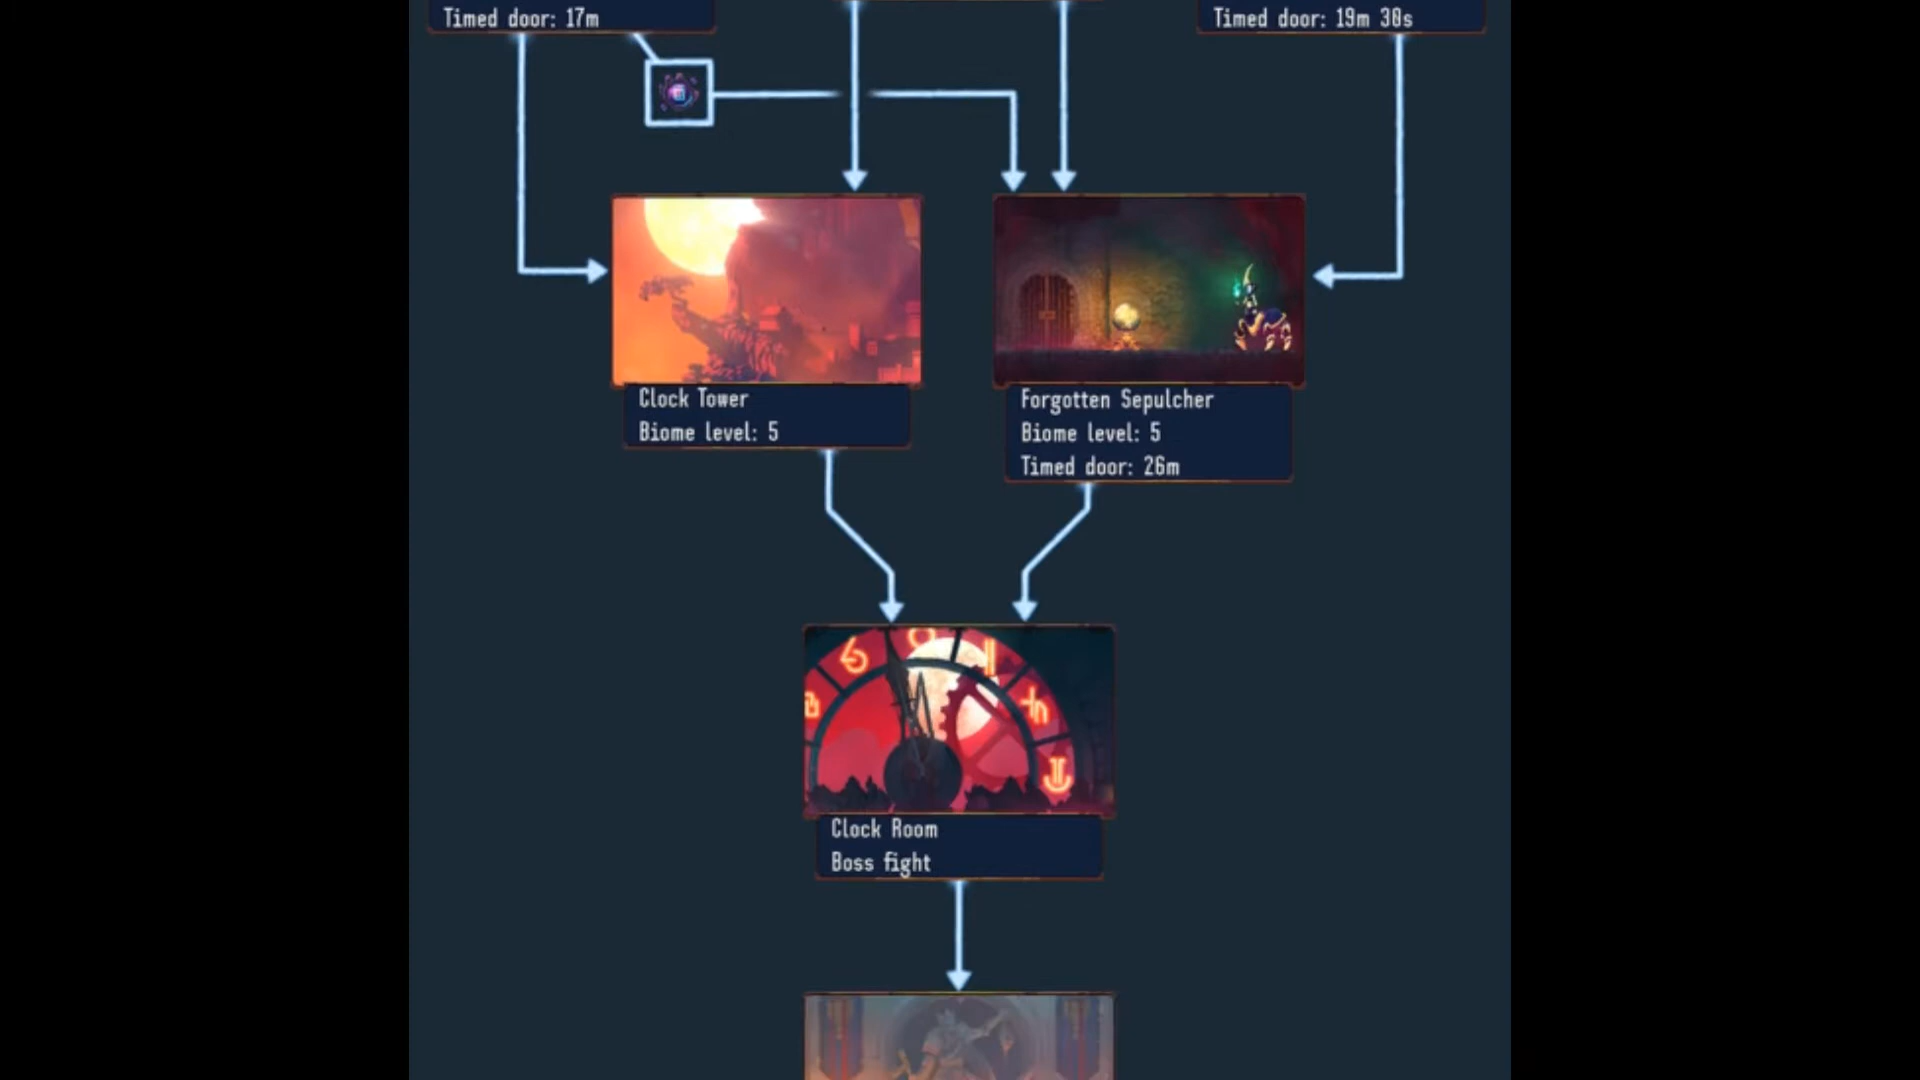 Timed door: 17m
Timed door: 19m 30s
Clock Tower
Biome level: 5
Forgotten Sepulcher
Biome level: 5
Timed door: 26m
Clock Room
Boss fight